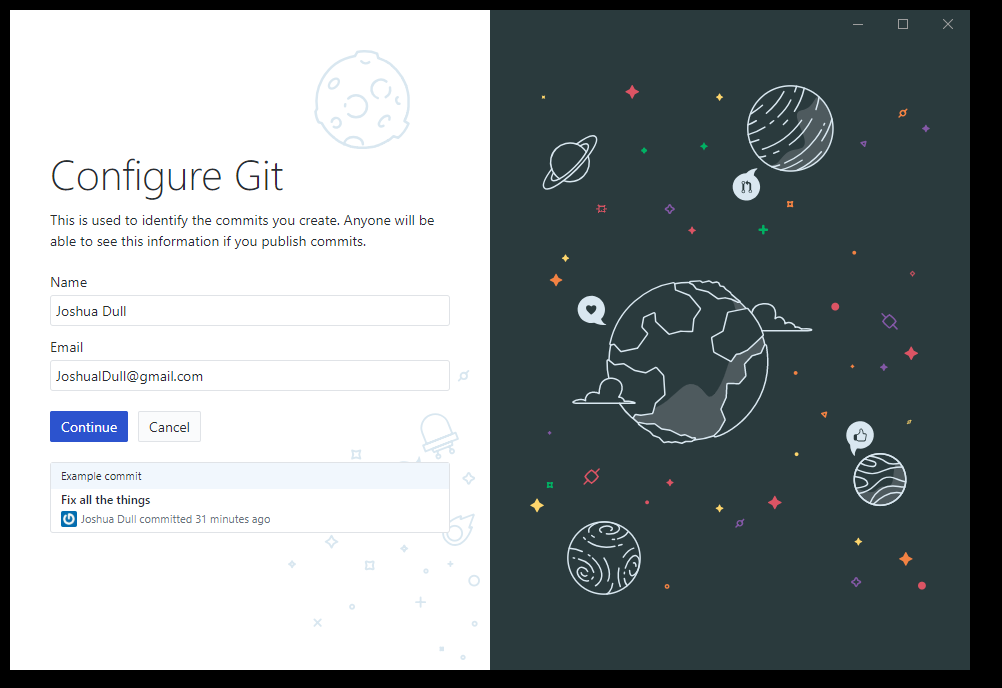 Configure Git
This is used to identify the commits you create. Anyone will be
able to see this information if you publish commits.
Name
Joshua Dull
Email
JoshualDull@gmail.com
Continue Cancel
Example commit
Fix all the things
Joshua Dull committed 31 minutes ago